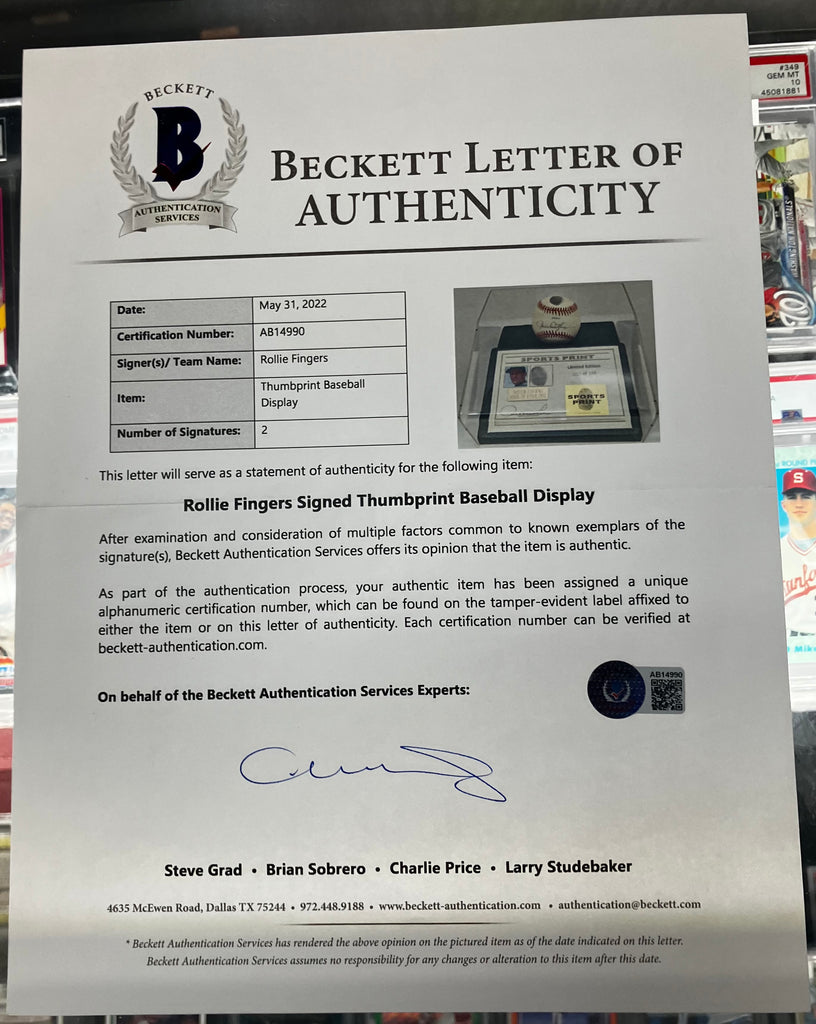 BECKETT
B
AUTHENTICATION
SERVICES
BECKETT LETTER OF
AUTHENTICITY
Date: May 31, 2022
Certification Number: AB14990
Signer(s)/ Team Name: Rollie Fingers
Item: Thumbprint Baseball
Display
Number of Signatures: 2
SPORTS PRINT
Limited Edition
SPORTS
PRINT
This letter will serve as a statement of authenticity for the following item:
Rollie Fingers Signed Thumbprint Baseball Display
After examination and consideration of multiple factors common to known exemplars of the
signature(s), Beckett Authentication Services offers its opinion that the item is authentic.
As part of the authentication process, your authentic item has been assigned a unique
alphanumeric certification number, which can be found on the tamper-evident label affixed to
either the item or on this letter of authenticity. Each certification number can be verified at
beckett-authentication.com.
On behalf of the Beckett Authentication Services Experts:
AB14990
Steve Grad • Brian Sobrero • Charlie Price • Larry Studebaker
4635 McEwen Road, Dallas TX 75244 • 972.448.9188 • www.beckett-authentication.com • authentication@beckett.com
* Beckett Authentication Services has rendered the above opinion on the pictured item as of the date indicated on this letter.
Beckett Authentication Services assumes no responsibility for any changes or alteration to this item after this date.
#349
GEM MT
10
45081881
WASHINGTON NATIONALS
W
PSA
S
Mike